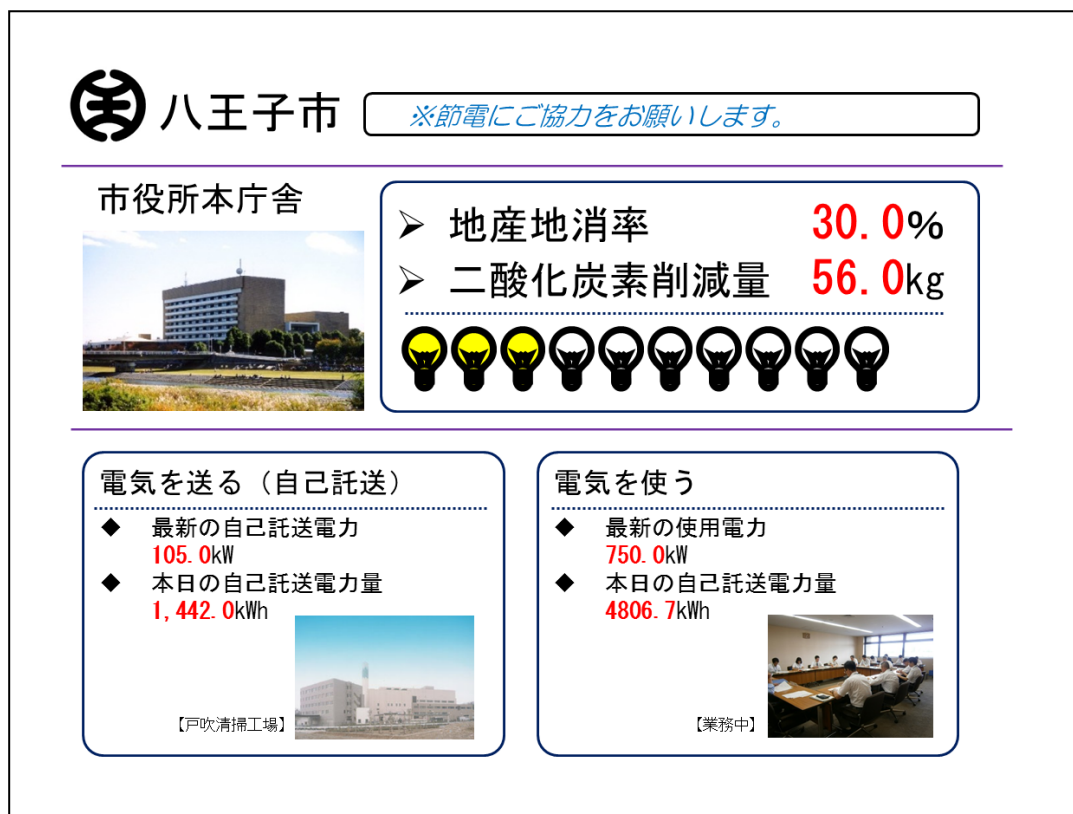 八王子市
※節電にご協力をお願いします。
市役所本庁舎
➢ 地産地消率 30.0%
➢ 二酸化炭素削減量 56.0kg
電気を送る（自己託送）
◆ 最新の自己託送電力
105.0kW
◆ 本日の自己託送電力量
1,442.0kWh
【戸吹清掃工場】
電気を使う
◆ 最新の使用電力
750.0kW
◆ 本日の自己託送電力量
4806.7kWh
【業務中】